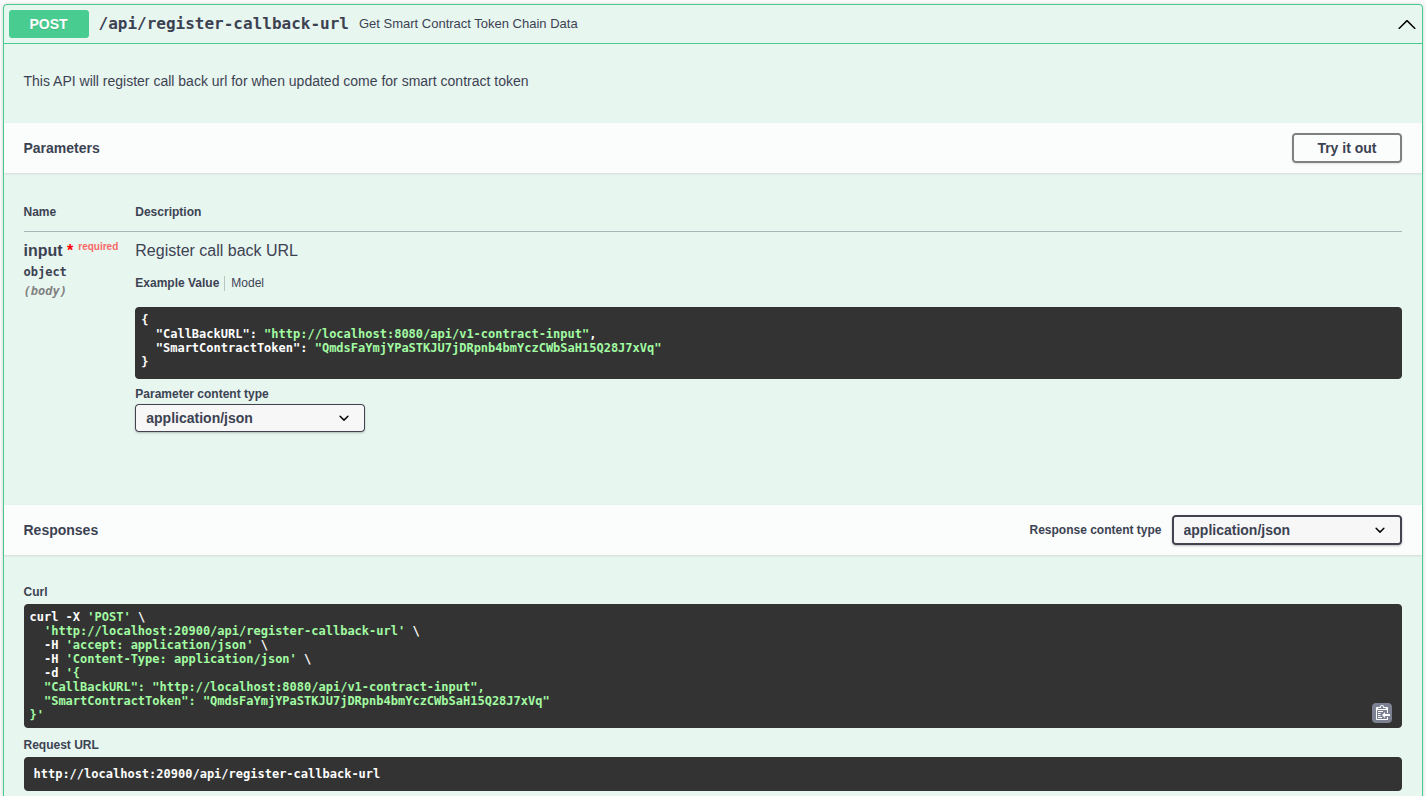 POST /api/register-callback-url Get Smart Contract Token Chain Data
This API will register call back url for when updated come for smart contract token
Parameters
Try it out
Name Description
input * required
object
(body)
Register call back URL
Example Value Model
{
  "CallBackURL": "http://localhost:8080/api/v1-contract-input",
  "SmartContractToken": "QmdsFaYmjYPaSTKJU7jDRpnb4bmYczCWbSaH15Q28J7xVq"
}
Parameter content type
application/json
Responses
Response content type application/json
Curl
curl -X 'POST' \
  'http://localhost:20900/api/register-callback-url' \
  -H 'accept: application/json' \
  -H 'Content-Type: application/json' \
  -d '{
  "CallBackURL": "http://localhost:8080/api/v1-contract-input",
  "SmartContractToken": "QmdsFaYmjYPaSTKJU7jDRpnb4bmYczCWbSaH15Q28J7xVq"
}'
Request URL
http://localhost:20900/api/register-callback-url